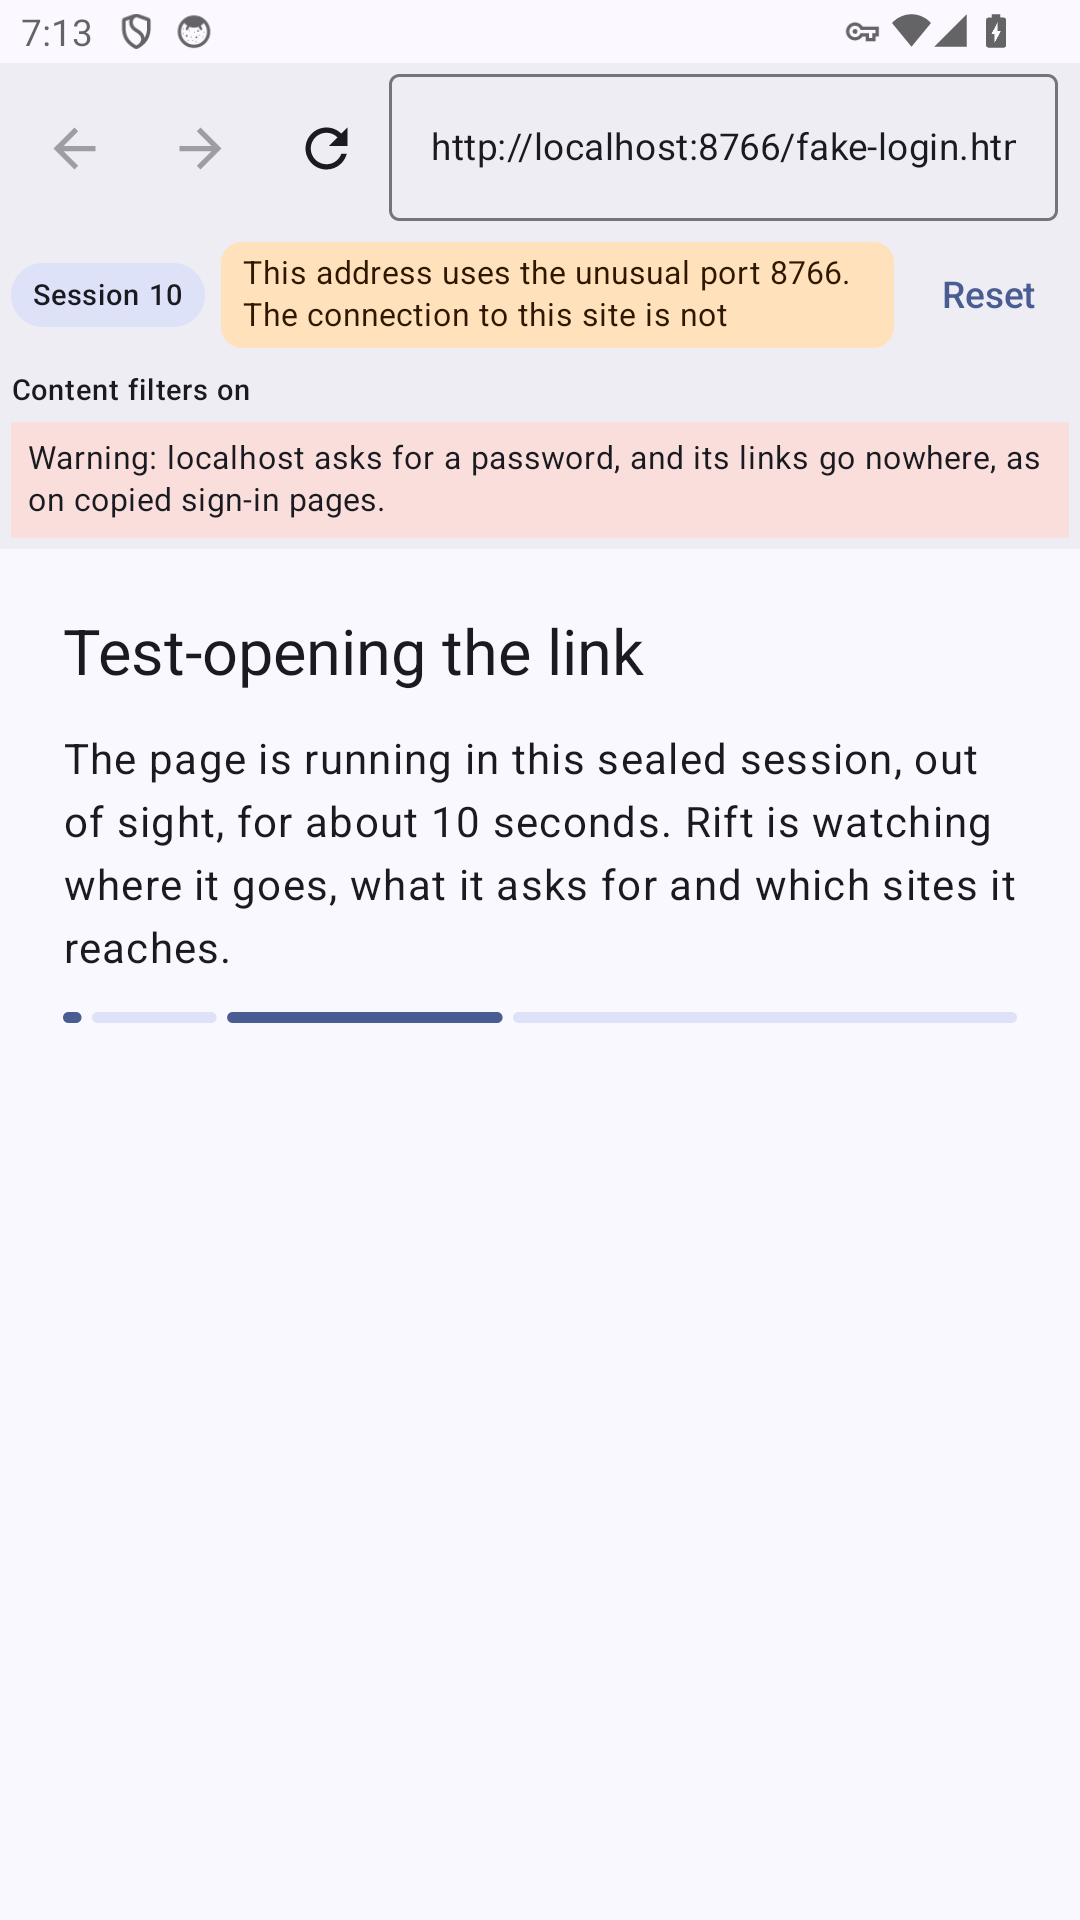 7:13
http://localhost:8766/fake-login.htm
Session 10
This address uses the unusual port 8766.
The connection to this site is not
Reset
Content filters on
Warning: localhost asks for a password, and its links go nowhere, as
on copied sign-in pages.
Test-opening the link
The page is running in this sealed session, out
of sight, for about 10 seconds. Rift is watching
where it goes, what it asks for and which sites it
reaches.